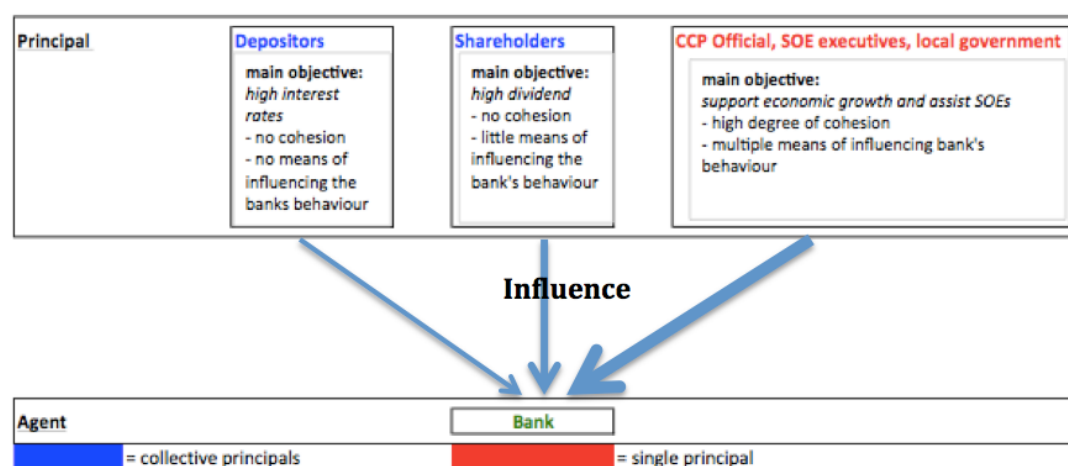 Principal
Depositors
main objective:
high interest
rates
- no cohesion
- no means of
influencing the
banks behaviour
Shareholders
main objective:
high dividend
- no cohesion
- little means of
influencing the
bank's behaviour
CCP Official, SOE executives, local government
main objective:
support economic growth and assist SOEs
- high degree of cohesion
- multiple means of influencing bank's
behaviour
Influence
Agent
Bank
= collective principals
= single principal